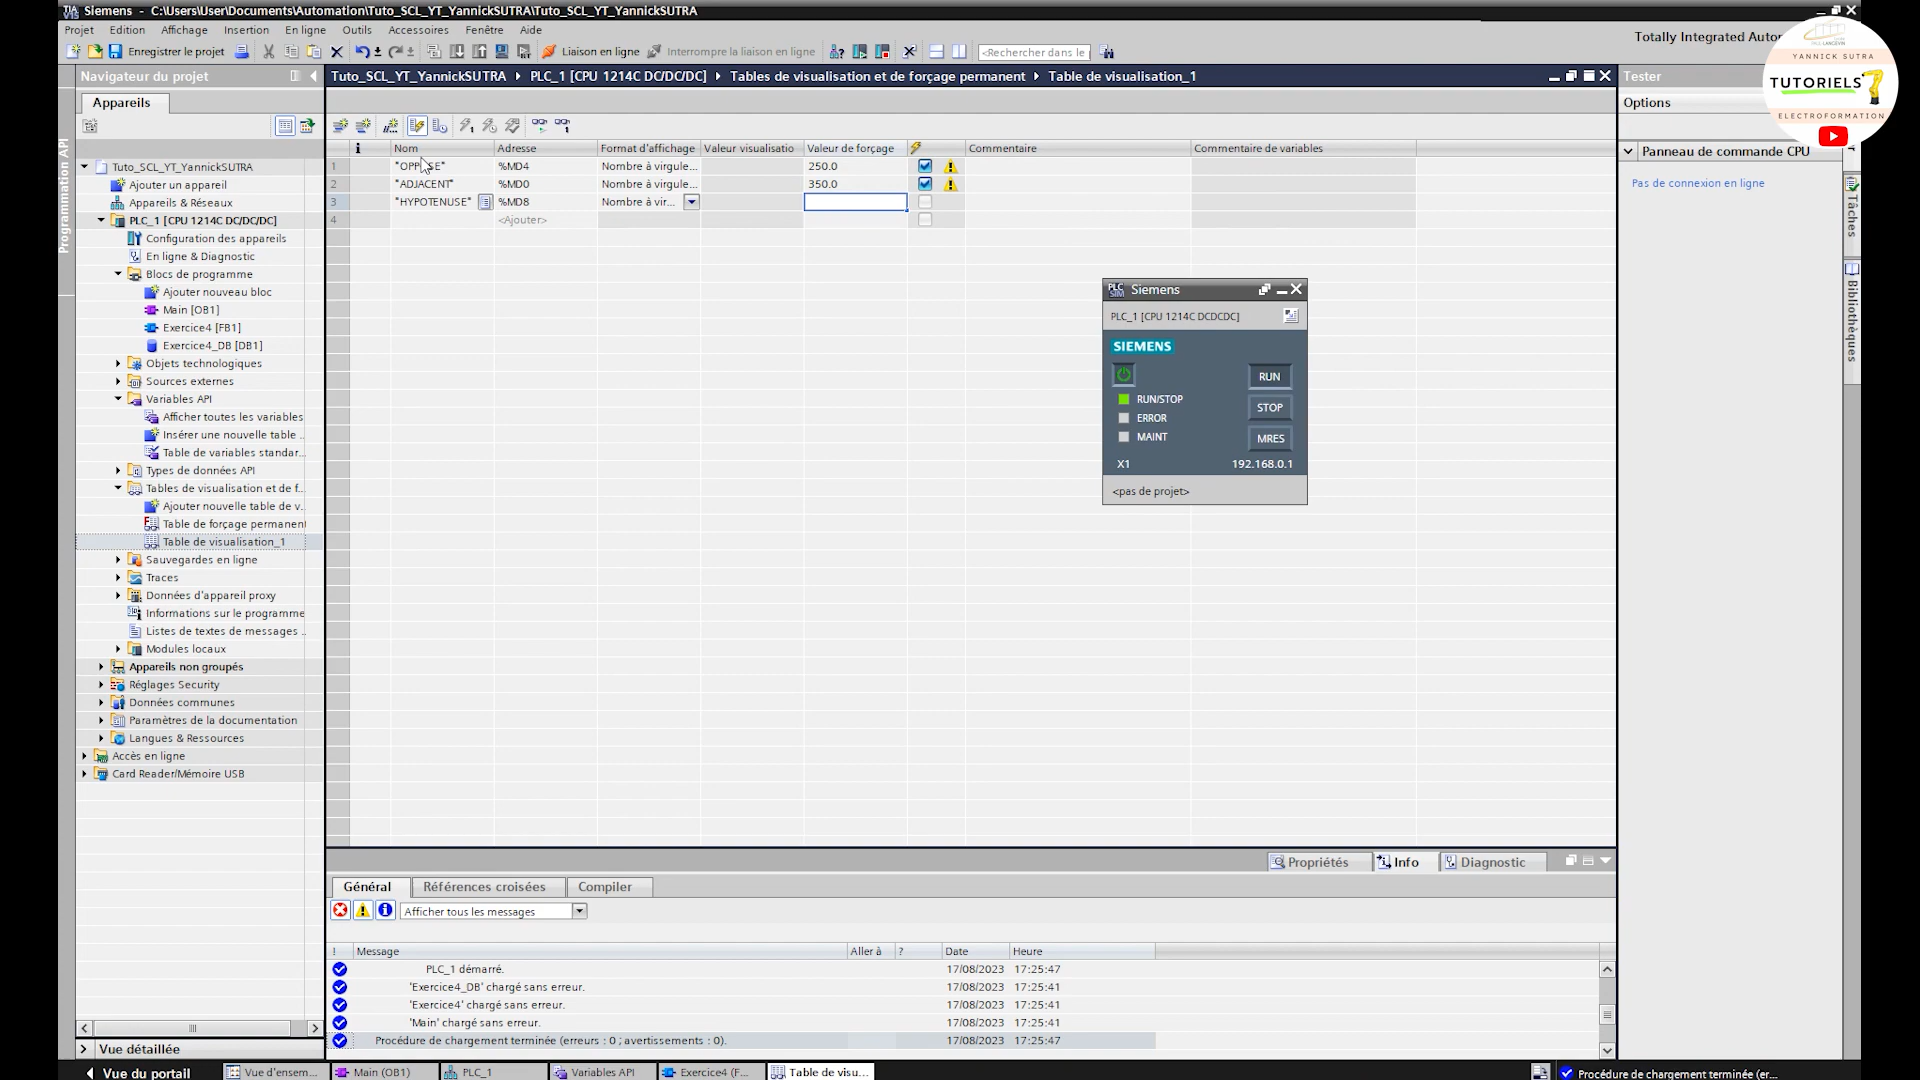 Siemens - C:\Users\User\Documents\Automation\Tuto_SCL_YT_YannickSUTRA\Tuto_SCL_YT_YannickSUTRA
Projet Edition Affichage Insertion En ligne Outils Accessoires Fenêtre Aide
Totally Integrated Autor
Enregistrer le projet Liaison en ligne Interrompre la liaison en ligne <Rechercher dans le
YANNICK SUTRA
TUTORIELS
ELECTROFORMATION
Navigateur du projet
Tuto_SCL_YT_YannickSUTRA PLC_1 [CPU 1214C DC/DC/DC] Tables de visualisation et de forçage permanent Table de visualisation_1
Tester
Appareils
Options
Programmation API
Nom Adresse Format d'affichage Valeur visualisatio Valeur de forçage Commentaire Commentaire de variables
1 "OPPOSE" %MD4 Nombre à virgule... 250.0
2 "ADJACENT" %MD0 Nombre à virgule... 350.0
3 "HYPOTENUSE" %MD8 Nombre à vir...
4 <Ajouter>
Panneau de commande CPU
Pas de connexion en ligne
Tâches
Bibliothèques
Tuto_SCL_YT_YannickSUTRA
Ajouter un appareil
Appareils & Réseaux
PLC_1 [CPU 1214C DC/DC/DC]
Configuration des appareils
En ligne & Diagnostic
Blocs de programme
Ajouter nouveau bloc
Main [OB1]
Exercice4 [FB1]
Exercice4_DB [DB1]
Objets technologiques
Sources externes
Variables API
Afficher toutes les variables
Insérer une nouvelle table ..
Table de variables standar...
Types de données API
Tables de visualisation et de f...
Ajouter nouvelle table de v...
Table de forçage permanent
Table de visualisation_1
Sauvegardes en ligne
Traces
Données d'appareil proxy
Informations sur le programme
Listes de textes de messages ..
Modules locaux
Appareils non groupés
Réglages Security
Données communes
Paramètres de la documentation
Langues & Ressources
Accès en ligne
Card Reader/Mémoire USB
PLC SIM Siemens
PLC_1 [CPU 1214C DCDCDC]
SIEMENS
RUN
RUN/STOP
STOP
ERROR
MAINT
MRES
X1 192.168.0.1
<pas de projet>
Propriétés Info Diagnostic
Général Références croisées Compiler
Afficher tous les messages
! Message Aller à ? Date Heure
PLC_1 démarré. 17/08/2023 17:25:47
'Exercice4_DB' chargé sans erreur. 17/08/2023 17:25:41
'Exercice4' chargé sans erreur. 17/08/2023 17:25:41
'Main' chargé sans erreur. 17/08/2023 17:25:41
Procédure de chargement terminée (erreurs : 0 ; avertissements : 0). 17/08/2023 17:25:47
Vue détaillée
Vue du portail Vue d'ensem... Main (OB1) PLC_1 Variables API Exercice4 (F... Table de visu... Procédure de chargement terminée (er...